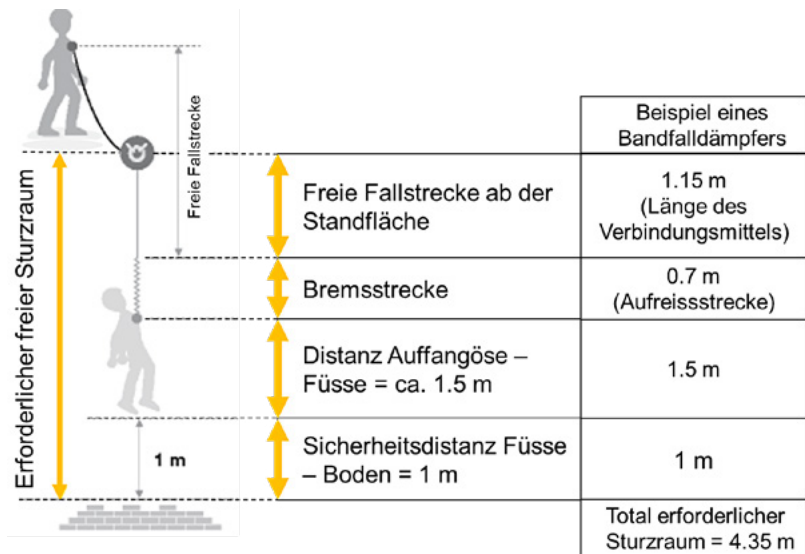 Beispiel eines
Bandfalldämpfers
Erforderlicher freier Sturzraum
Freie Fallstrecke
Freie Fallstrecke ab der
Standfläche
1.15 m
(Länge des
Verbindungsmittels)
Bremsstrecke
0.7 m
(Aufreissstrecke)
Distanz Auffangöse –
Füsse = ca. 1.5 m
1.5 m
1 m
Sicherheitsdistanz Füsse
– Boden = 1 m
1 m
Total erforderlicher
Sturzraum = 4.35 m